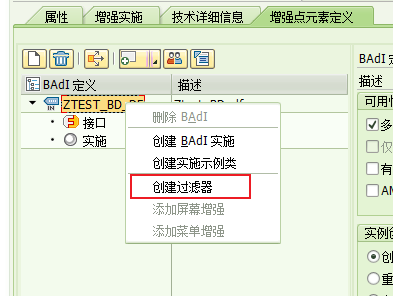 属性 增强实施 技术详细信息 增强点元素定义
BAdI 定义 描述
ZTEST_BD_DE
接口
实施
删除 BAdI
创建 BAdI 实施
创建实施示例类
创建过滤器
添加屏幕增强
添加菜单增强
BAdI 定
描述
可用性
多
仅
有
AM
实例创
创
重